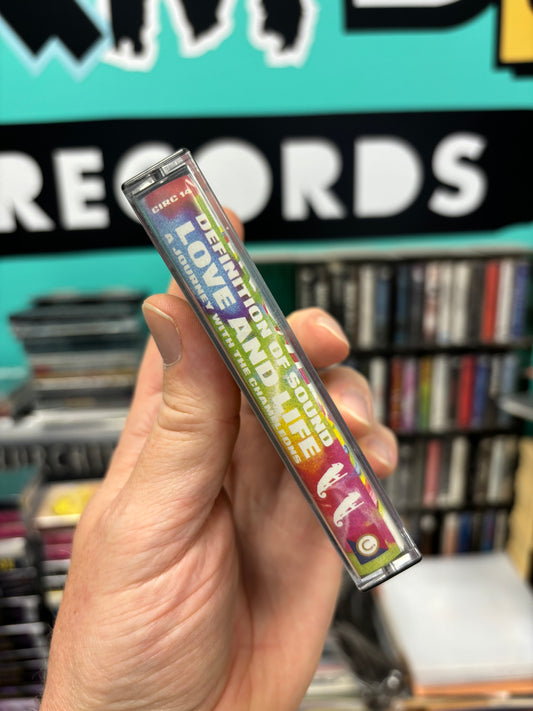 RECORDS
CIRC 14
DEFINITION OF SOUND
LOVE AND LIFE
A JOURNEY WITH THE CHAMELEONS